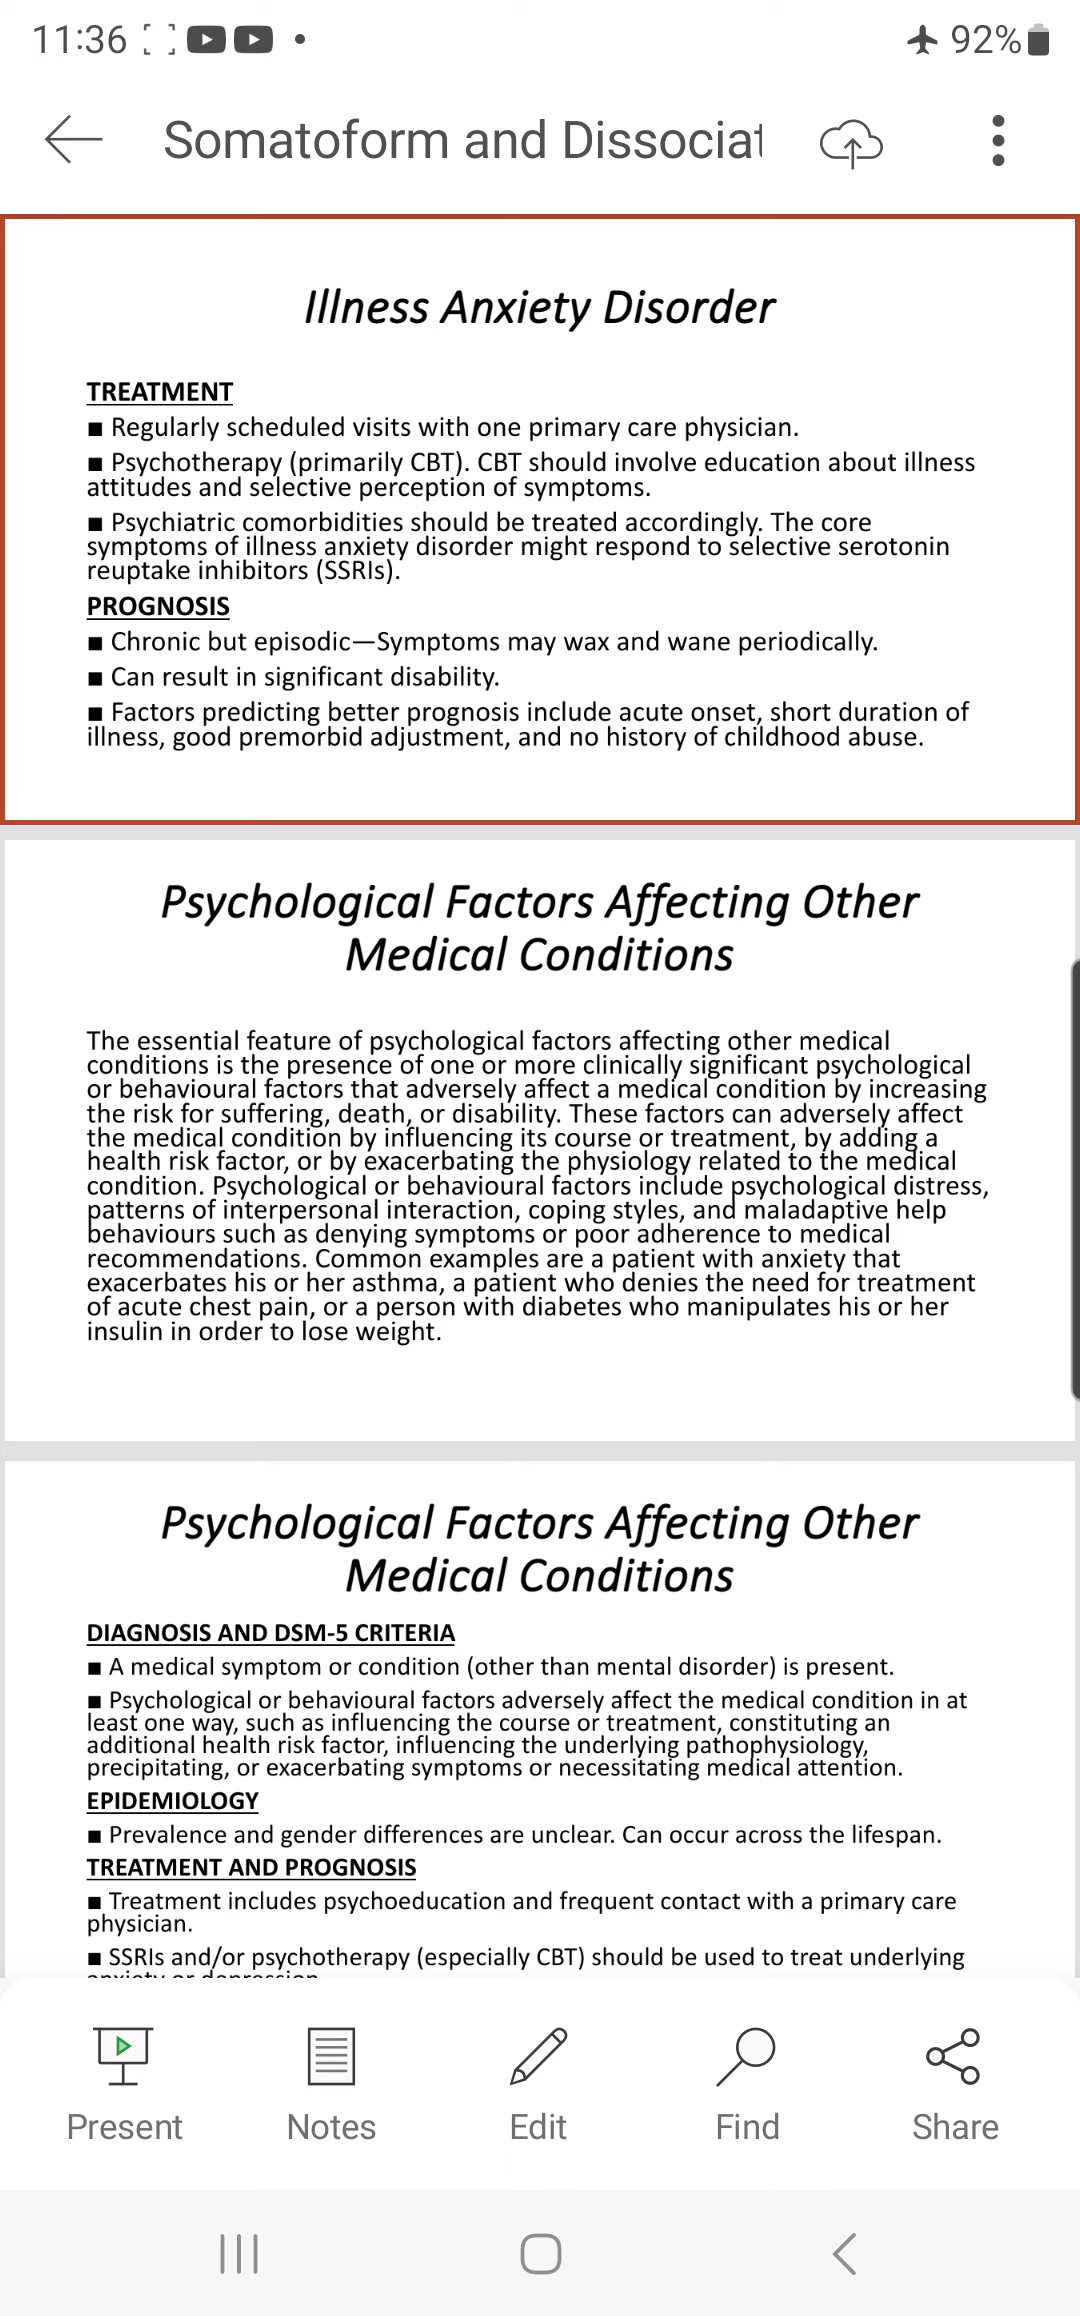 11:36
92%
Somatoform and Dissociat
Illness Anxiety Disorder
TREATMENT
■ Regularly scheduled visits with one primary care physician.
■ Psychotherapy (primarily CBT). CBT should involve education about illness
attitudes and selective perception of symptoms.
■ Psychiatric comorbidities should be treated accordingly. The core
symptoms of illness anxiety disorder might respond to selective serotonin
reuptake inhibitors (SSRIs).
PROGNOSIS
■ Chronic but episodic—Symptoms may wax and wane periodically.
■ Can result in significant disability.
■ Factors predicting better prognosis include acute onset, short duration of
illness, good premorbid adjustment, and no history of childhood abuse.
Psychological Factors Affecting Other
Medical Conditions
The essential feature of psychological factors affecting other medical
conditions is the presence of one or more clinically significant psychological
or behavioural factors that adversely affect a medical condition by increasing
the risk for suffering, death, or disability. These factors can adversely affect
the medical condition by influencing its course or treatment, by adding a
health risk factor, or by exacerbating the physiology related to the medical
condition. Psychological or behavioural factors include psychological distress,
patterns of interpersonal interaction, coping styles, and maladaptive help
behaviours such as denying symptoms or poor adherence to medical
recommendations. Common examples are a patient with anxiety that
exacerbates his or her asthma, a patient who denies the need for treatment
of acute chest pain, or a person with diabetes who manipulates his or her
insulin in order to lose weight.
Psychological Factors Affecting Other
Medical Conditions
DIAGNOSIS AND DSM-5 CRITERIA
■ A medical symptom or condition (other than mental disorder) is present.
■ Psychological or behavioural factors adversely affect the medical condition in at
least one way, such as influencing the course or treatment, constituting an
additional health risk factor, influencing the underlying pathophysiology,
precipitating, or exacerbating symptoms or necessitating medical attention.
EPIDEMIOLOGY
■ Prevalence and gender differences are unclear. Can occur across the lifespan.
TREATMENT AND PROGNOSIS
■ Treatment includes psychoeducation and frequent contact with a primary care
physician.
■ SSRIs and/or psychotherapy (especially CBT) should be used to treat underlying
anxiety or depression
Present
Notes
Edit
Find
Share